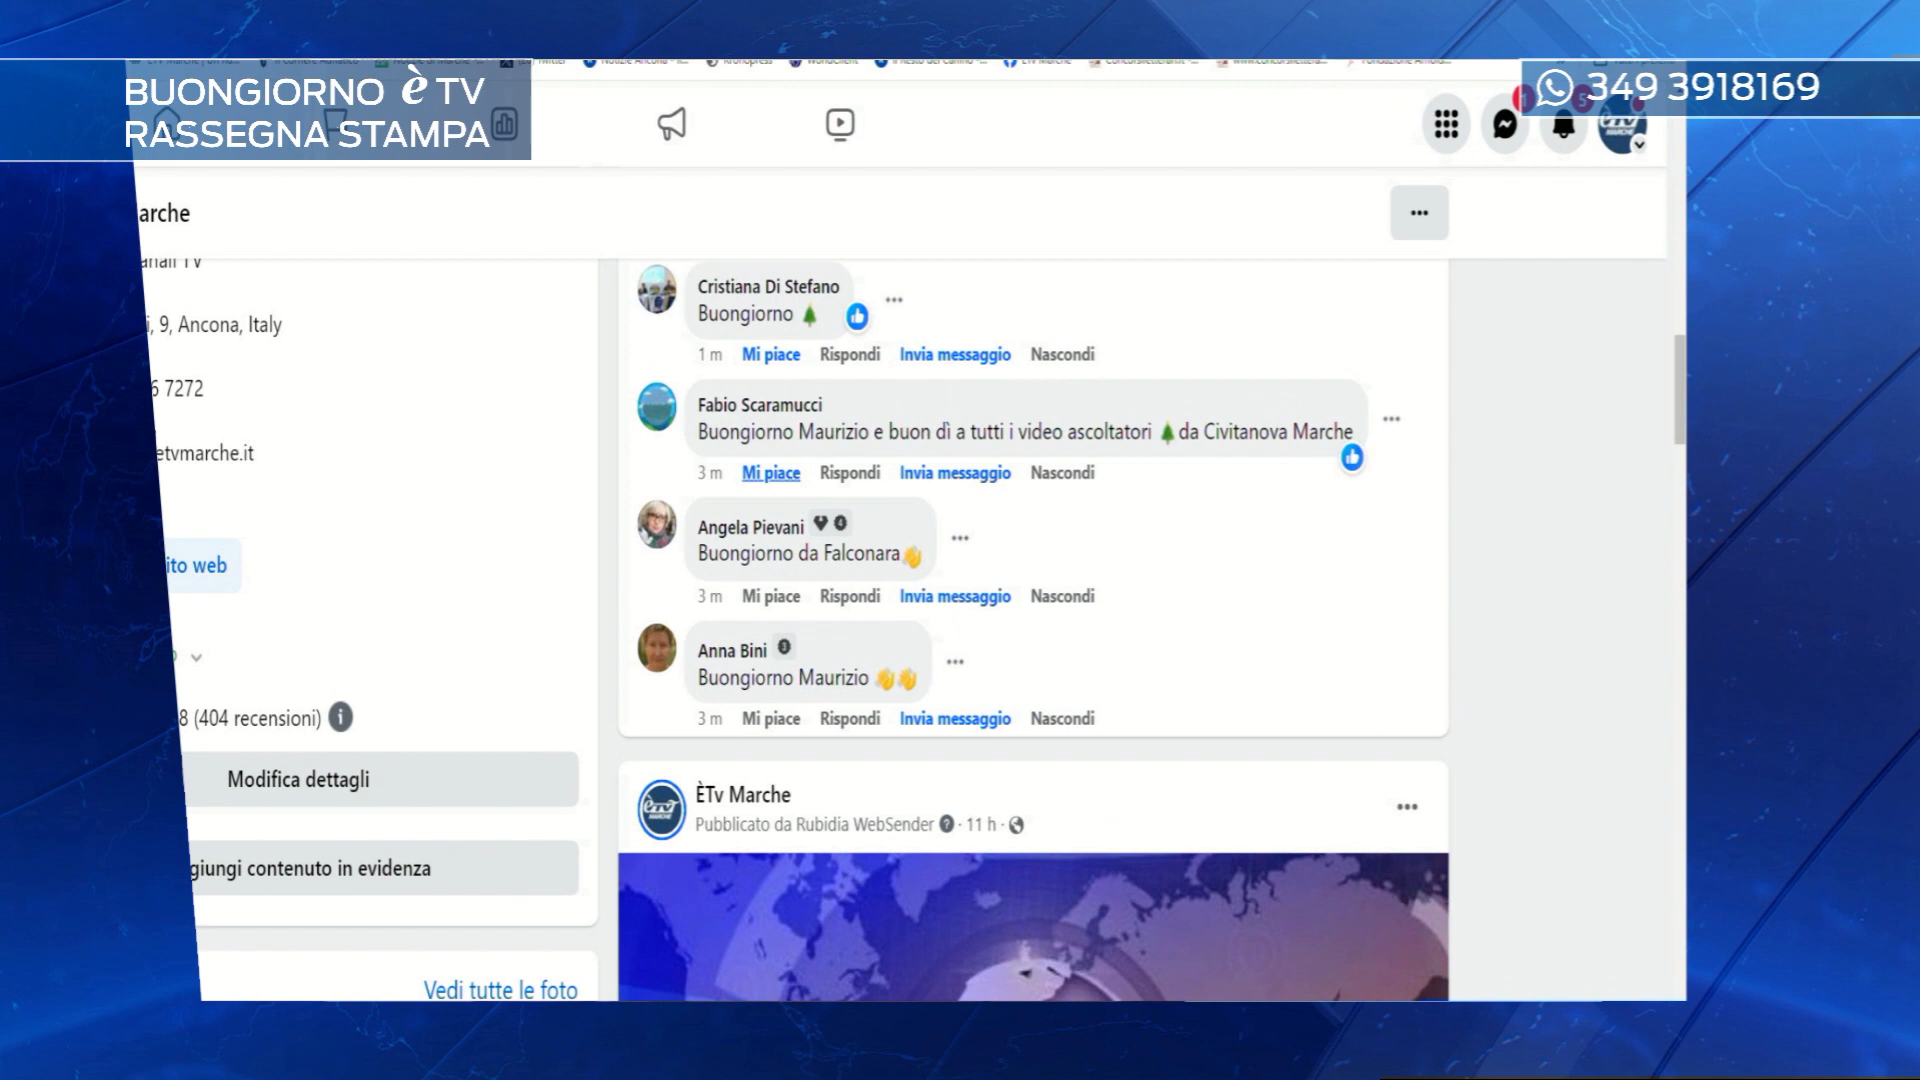 BUONGIORNO è TV
RASSEGNA STAMPA
349 3918169
arche
anali TV
i, 9, Ancona, Italy
6 7272
etvmarche.it
ito web
8 (404 recensioni)
Modifica dettagli
giungi contenuto in evidenza
Vedi tutte le foto
Cristiana Di Stefano
Buongiorno 🌲
1 m Mi piace Rispondi Invia messaggio Nascondi
Fabio Scaramucci
Buongiorno Maurizio e buon dì a tutti i video ascoltatori 🌲da Civitanova Marche
3 m Mi piace Rispondi Invia messaggio Nascondi
Angela Pievani
Buongiorno da Falconara👋
3 m Mi piace Rispondi Invia messaggio Nascondi
Anna Bini
Buongiorno Maurizio 👋👋
3 m Mi piace Rispondi Invia messaggio Nascondi
ÈTv Marche
Pubblicato da Rubidia WebSender · 11 h ·